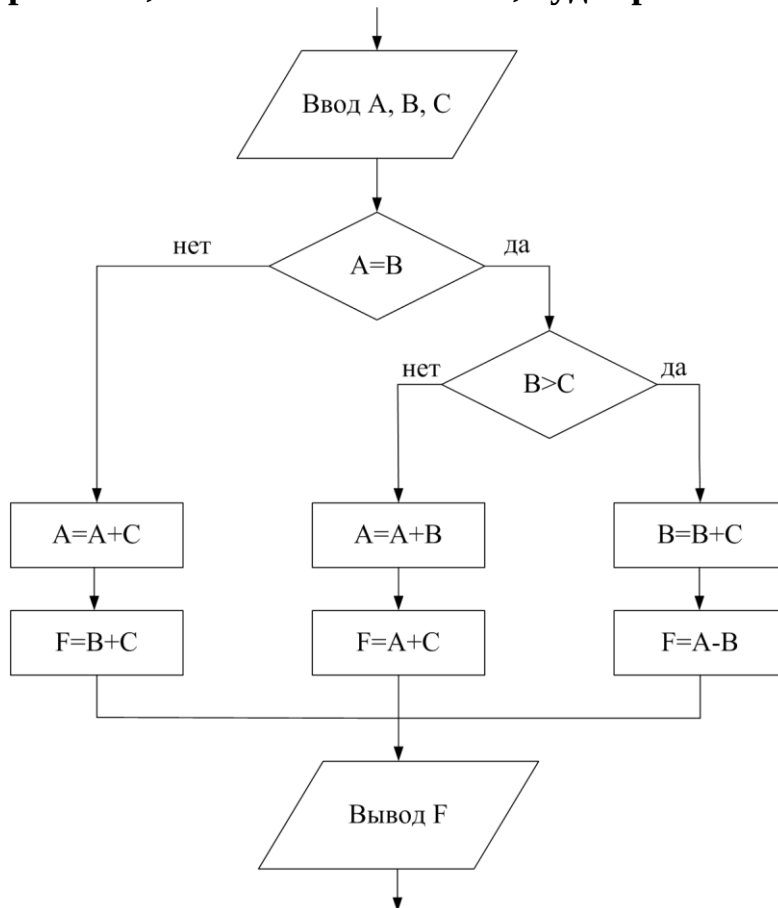 Ввод A, B, C
нет
A=B
да
нет
B>C
да
A=A+C
A=A+B
B=B+C
F=B+C
F=A+C
F=A-B
Вывод F